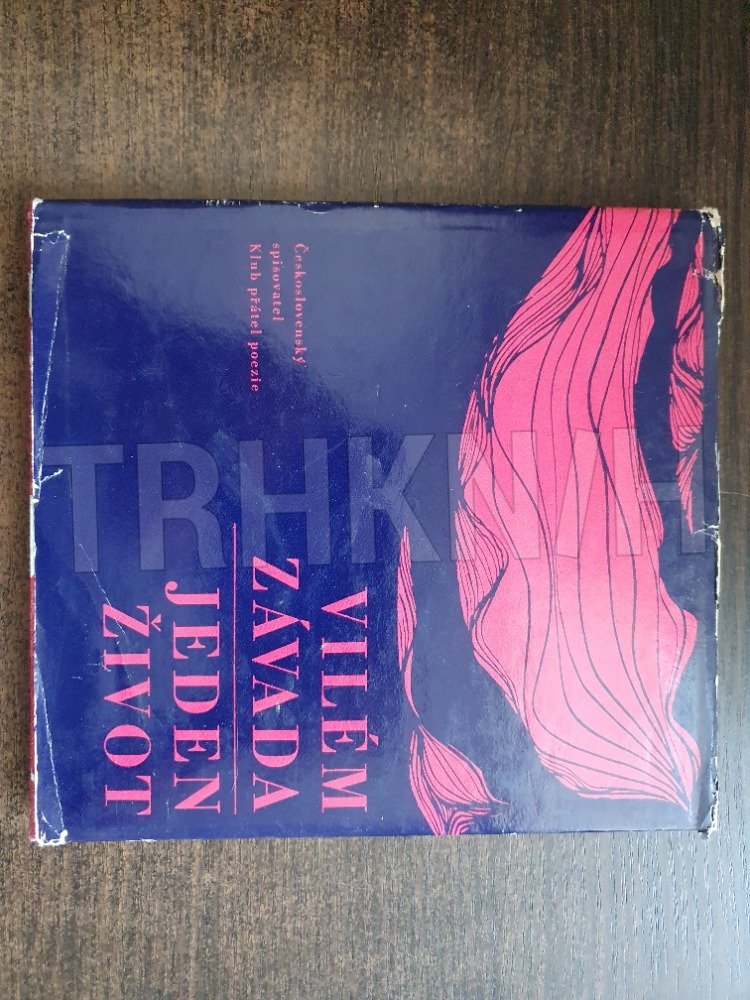 VILÉM
ZÁVADA
JEDEN
ŽIVOT
Československý
spisovatel
Klub přátel poezie
TRHKNIH